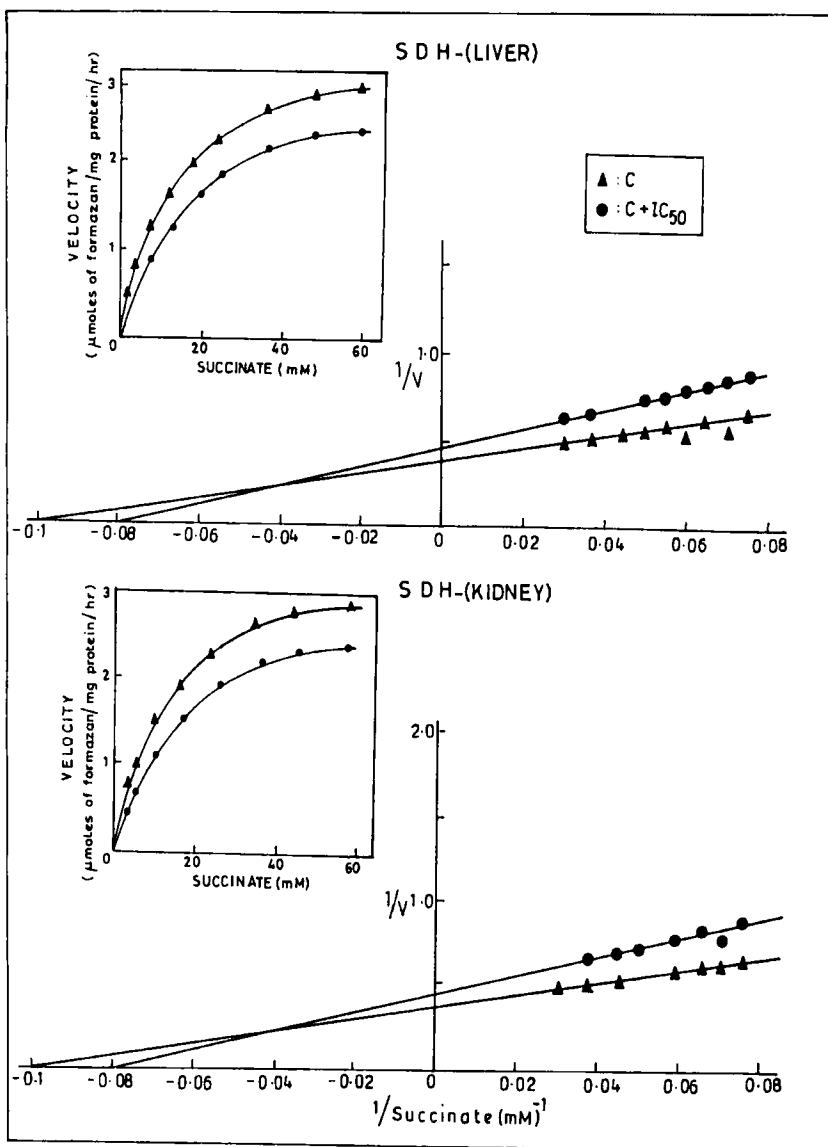 S D H-(LIVER)
VELOCITY
( μmoles of formazan/mg protein/hr)
3
2
1
0
20
40
60
SUCCINATE (mM)
▲ : C
● : C+IC50
1/V
1.0
-0.1
-0.08
-0.06
-0.04
-0.02
0
0.02
0.04
0.06
0.08
S D H-(KIDNEY)
VELOCITY
( μmoles of formazan/mg protein/hr)
3
2
1
0
20
40
60
SUCCINATE (mM)
2.0
1/V
1.0
-0.1
-0.08
-0.06
-0.04
-0.02
0
0.02
0.04
0.06
0.08
1/Succinate (mM)-1